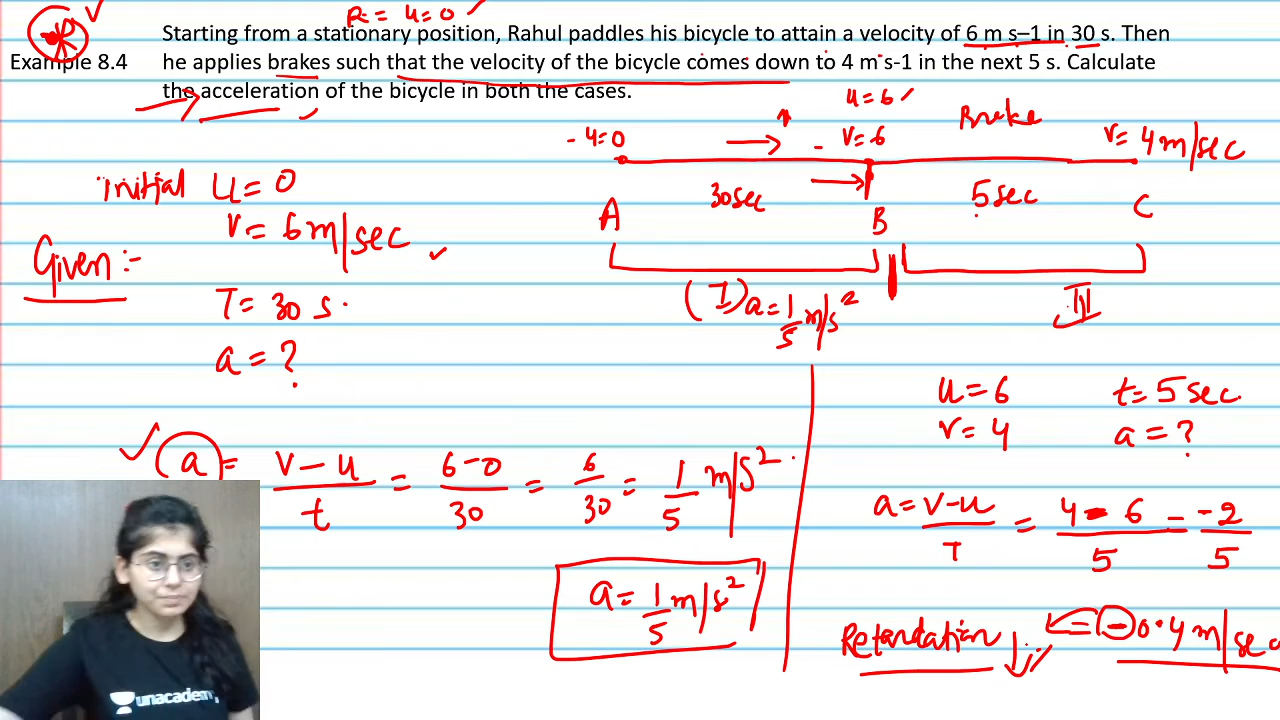 R = u = 0 ✓
Starting from a stationary position, Rahul paddles his bicycle to attain a velocity of 6 m s–1 in 30 s. Then
Example 8.4 he applies brakes such that the velocity of the bicycle comes down to 4 m s-1 in the next 5 s. Calculate
the acceleration of the bicycle in both the cases.
u = 6 ✓
- u = 0
- v = 6
Brake
v = 4 m/sec
30 sec
5 sec
A
B
C
(I) a = 1/5 m/s²
II
initial u = 0
v = 6 m/sec ✓
Given :-
T = 30 s.
a = ?
a = v - u / t = 6 - 0 / 30 = 6/30 = 1/5 m/s²
a = 1/5 m/s²
u = 6 t = 5 sec
v = 4 a = ?
a = v - u / T = 4 - 6 / 5 = -2/5
Retardation ↓ ⇐ - 0.4 m/sec
unacademy